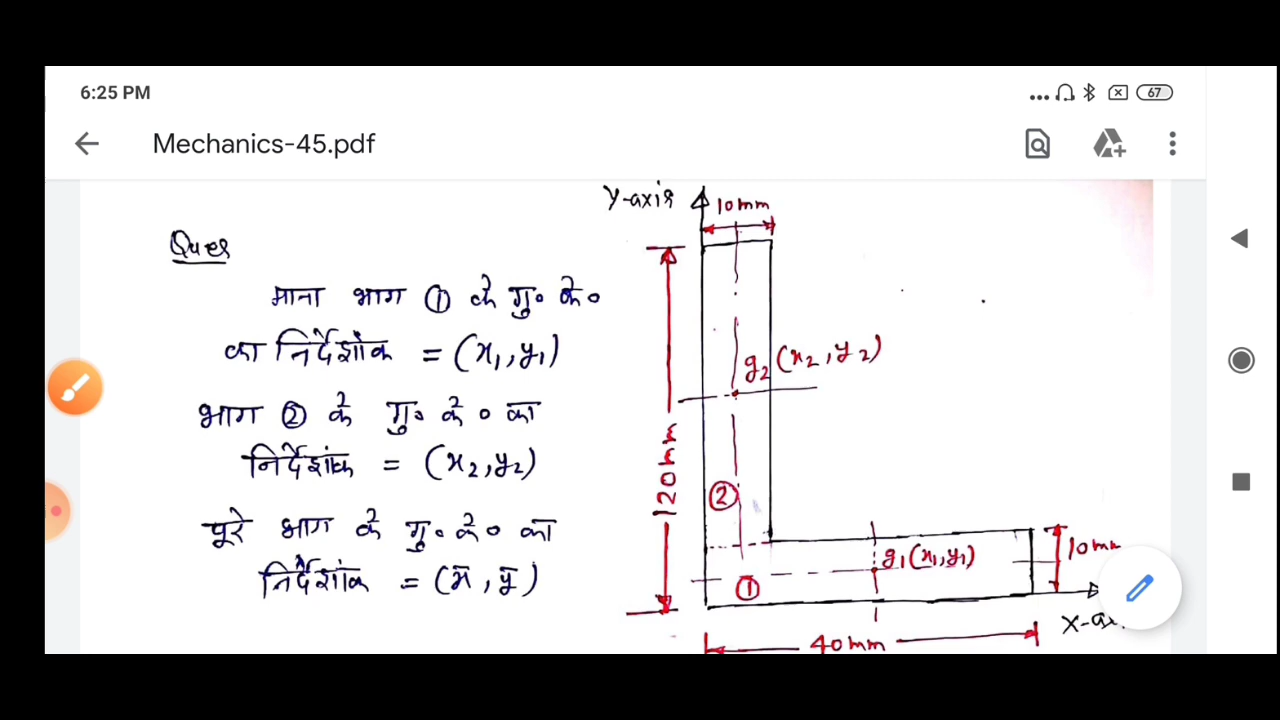 6:25 PM
67
Mechanics-45.pdf
Y-axis
10mm
Ques
माना भाग ① के गु० के०
का निर्देशांक = (x₁,y₁)
भाग ② के गु० के० का
निर्देशांक = (x₂,y₂)
पूरे भाग के गु० के० का
निर्देशांक = (x̄, ȳ)
g₂(x₂,y₂)
120mm
②
g₁(x₁,y₁)
①
10mm
40mm